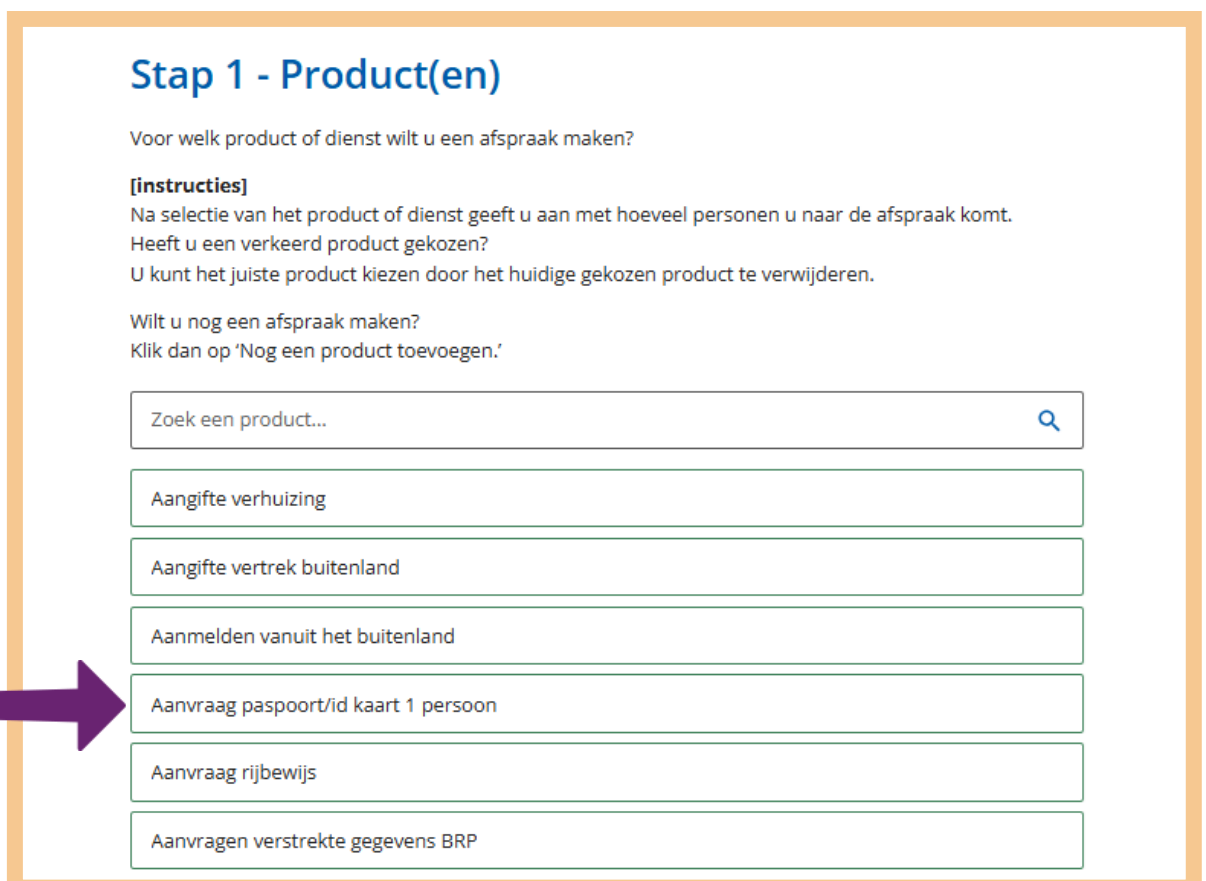 Stap 1 - Product(en)
Voor welk product of dienst wilt u een afspraak maken?
[instructies]
Na selectie van het product of dienst geeft u aan met hoeveel personen u naar de afspraak komt.
Heeft u een verkeerd product gekozen?
U kunt het juiste product kiezen door het huidige gekozen product te verwijderen.
Wilt u nog een afspraak maken?
Klik dan op ‘Nog een product toevoegen.’
Zoek een product...
Aangifte verhuizing
Aangifte vertrek buitenland
Aanmelden vanuit het buitenland
Aanvraag paspoort/id kaart 1 persoon
Aanvraag rijbewijs
Aanvragen verstrekte gegevens BRP